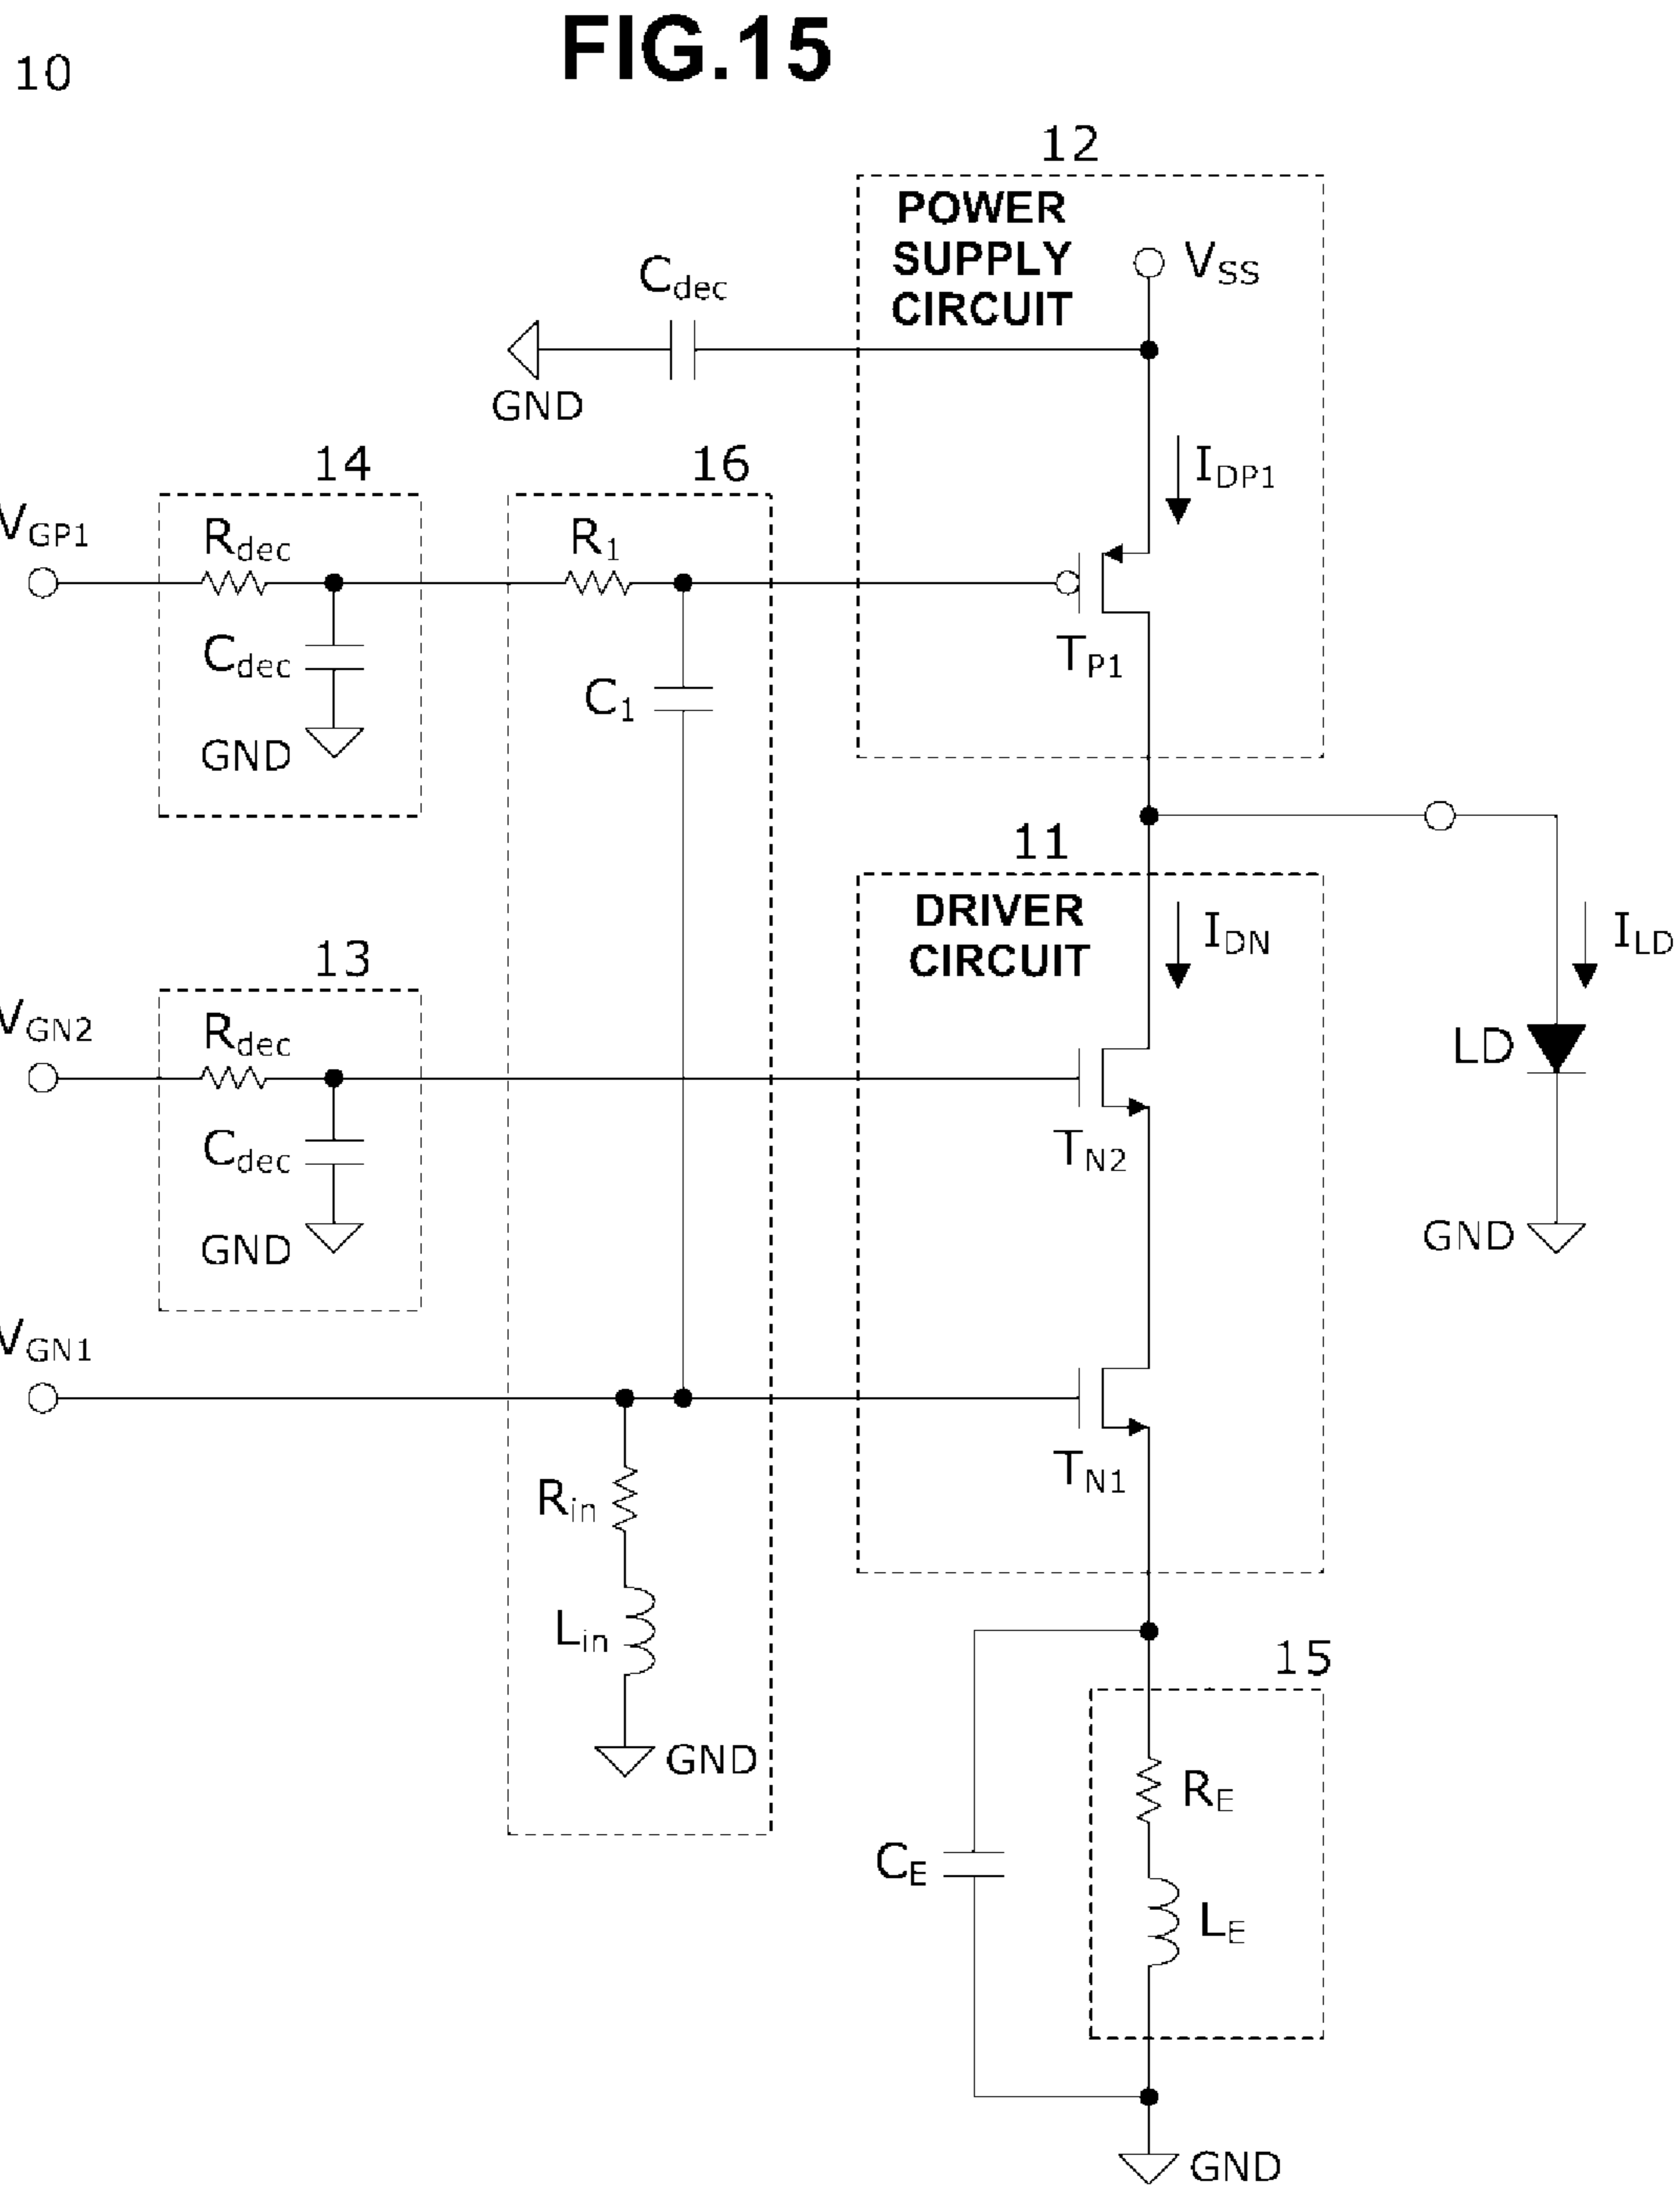 FIG.15
10
12
POWER
SUPPLY
CIRCUIT
VSS
Cdec
GND
IDP1
14
16
VGP1
Rdec
R1
Cdec
C1
TP1
GND
11
DRIVER
CIRCUIT
IDN
ILD
13
VGN2
Rdec
LD
Cdec
TN2
GND
GND
VGN1
TN1
Rin
Lin
GND
15
RE
CE
LE
GND